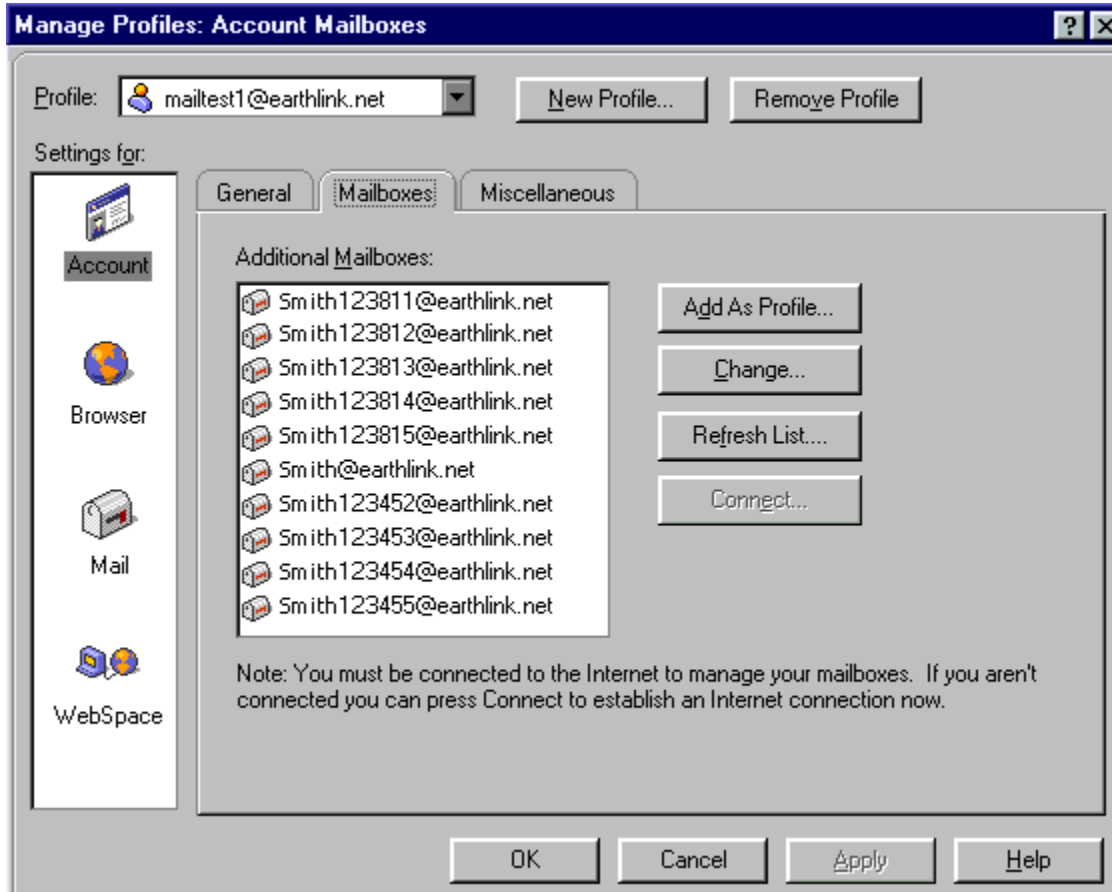 Manage Profiles: Account Mailboxes
Profile: mailtest1@earthlink.net New Profile... Remove Profile
Settings for:
General Mailboxes Miscellaneous
Account
Browser
Mail
WebSpace
Additional Mailboxes:
Smith123811@earthlink.net
Smith123812@earthlink.net
Smith123813@earthlink.net
Smith123814@earthlink.net
Smith123815@earthlink.net
Smith@earthlink.net
Smith123452@earthlink.net
Smith123453@earthlink.net
Smith123454@earthlink.net
Smith123455@earthlink.net
Add As Profile...
Change...
Refresh List....
Connect...
Note: You must be connected to the Internet to manage your mailboxes. If you aren't
connected you can press Connect to establish an Internet connection now.
OK Cancel Apply Help